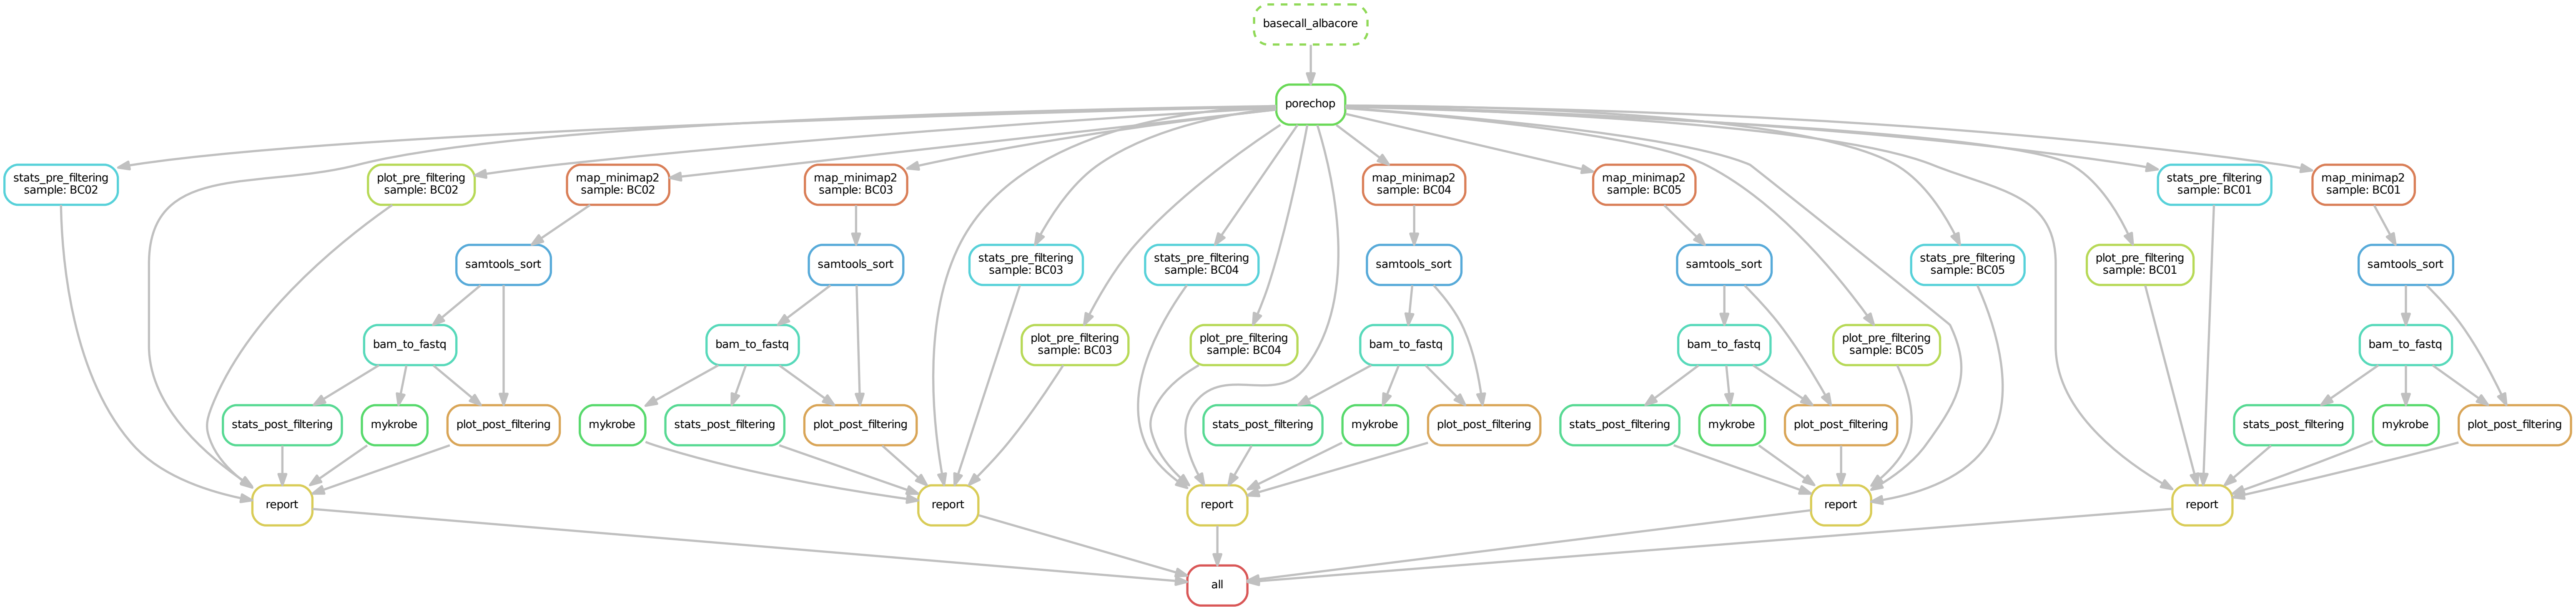 basecall_albacore
porechop
stats_pre_filtering
sample: BC02
plot_pre_filtering
sample: BC02
map_minimap2
sample: BC02
map_minimap2
sample: BC03
map_minimap2
sample: BC04
map_minimap2
sample: BC05
stats_pre_filtering
sample: BC01
map_minimap2
sample: BC01
samtools_sort
samtools_sort
stats_pre_filtering
sample: BC03
stats_pre_filtering
sample: BC04
samtools_sort
samtools_sort
stats_pre_filtering
sample: BC05
plot_pre_filtering
sample: BC01
samtools_sort
bam_to_fastq
bam_to_fastq
plot_pre_filtering
sample: BC03
plot_pre_filtering
sample: BC04
bam_to_fastq
bam_to_fastq
plot_pre_filtering
sample: BC05
bam_to_fastq
stats_post_filtering
mykrobe
plot_post_filtering
mykrobe
stats_post_filtering
plot_post_filtering
stats_post_filtering
mykrobe
plot_post_filtering
stats_post_filtering
mykrobe
plot_post_filtering
stats_post_filtering
mykrobe
plot_post_filtering
report
report
report
report
report
all